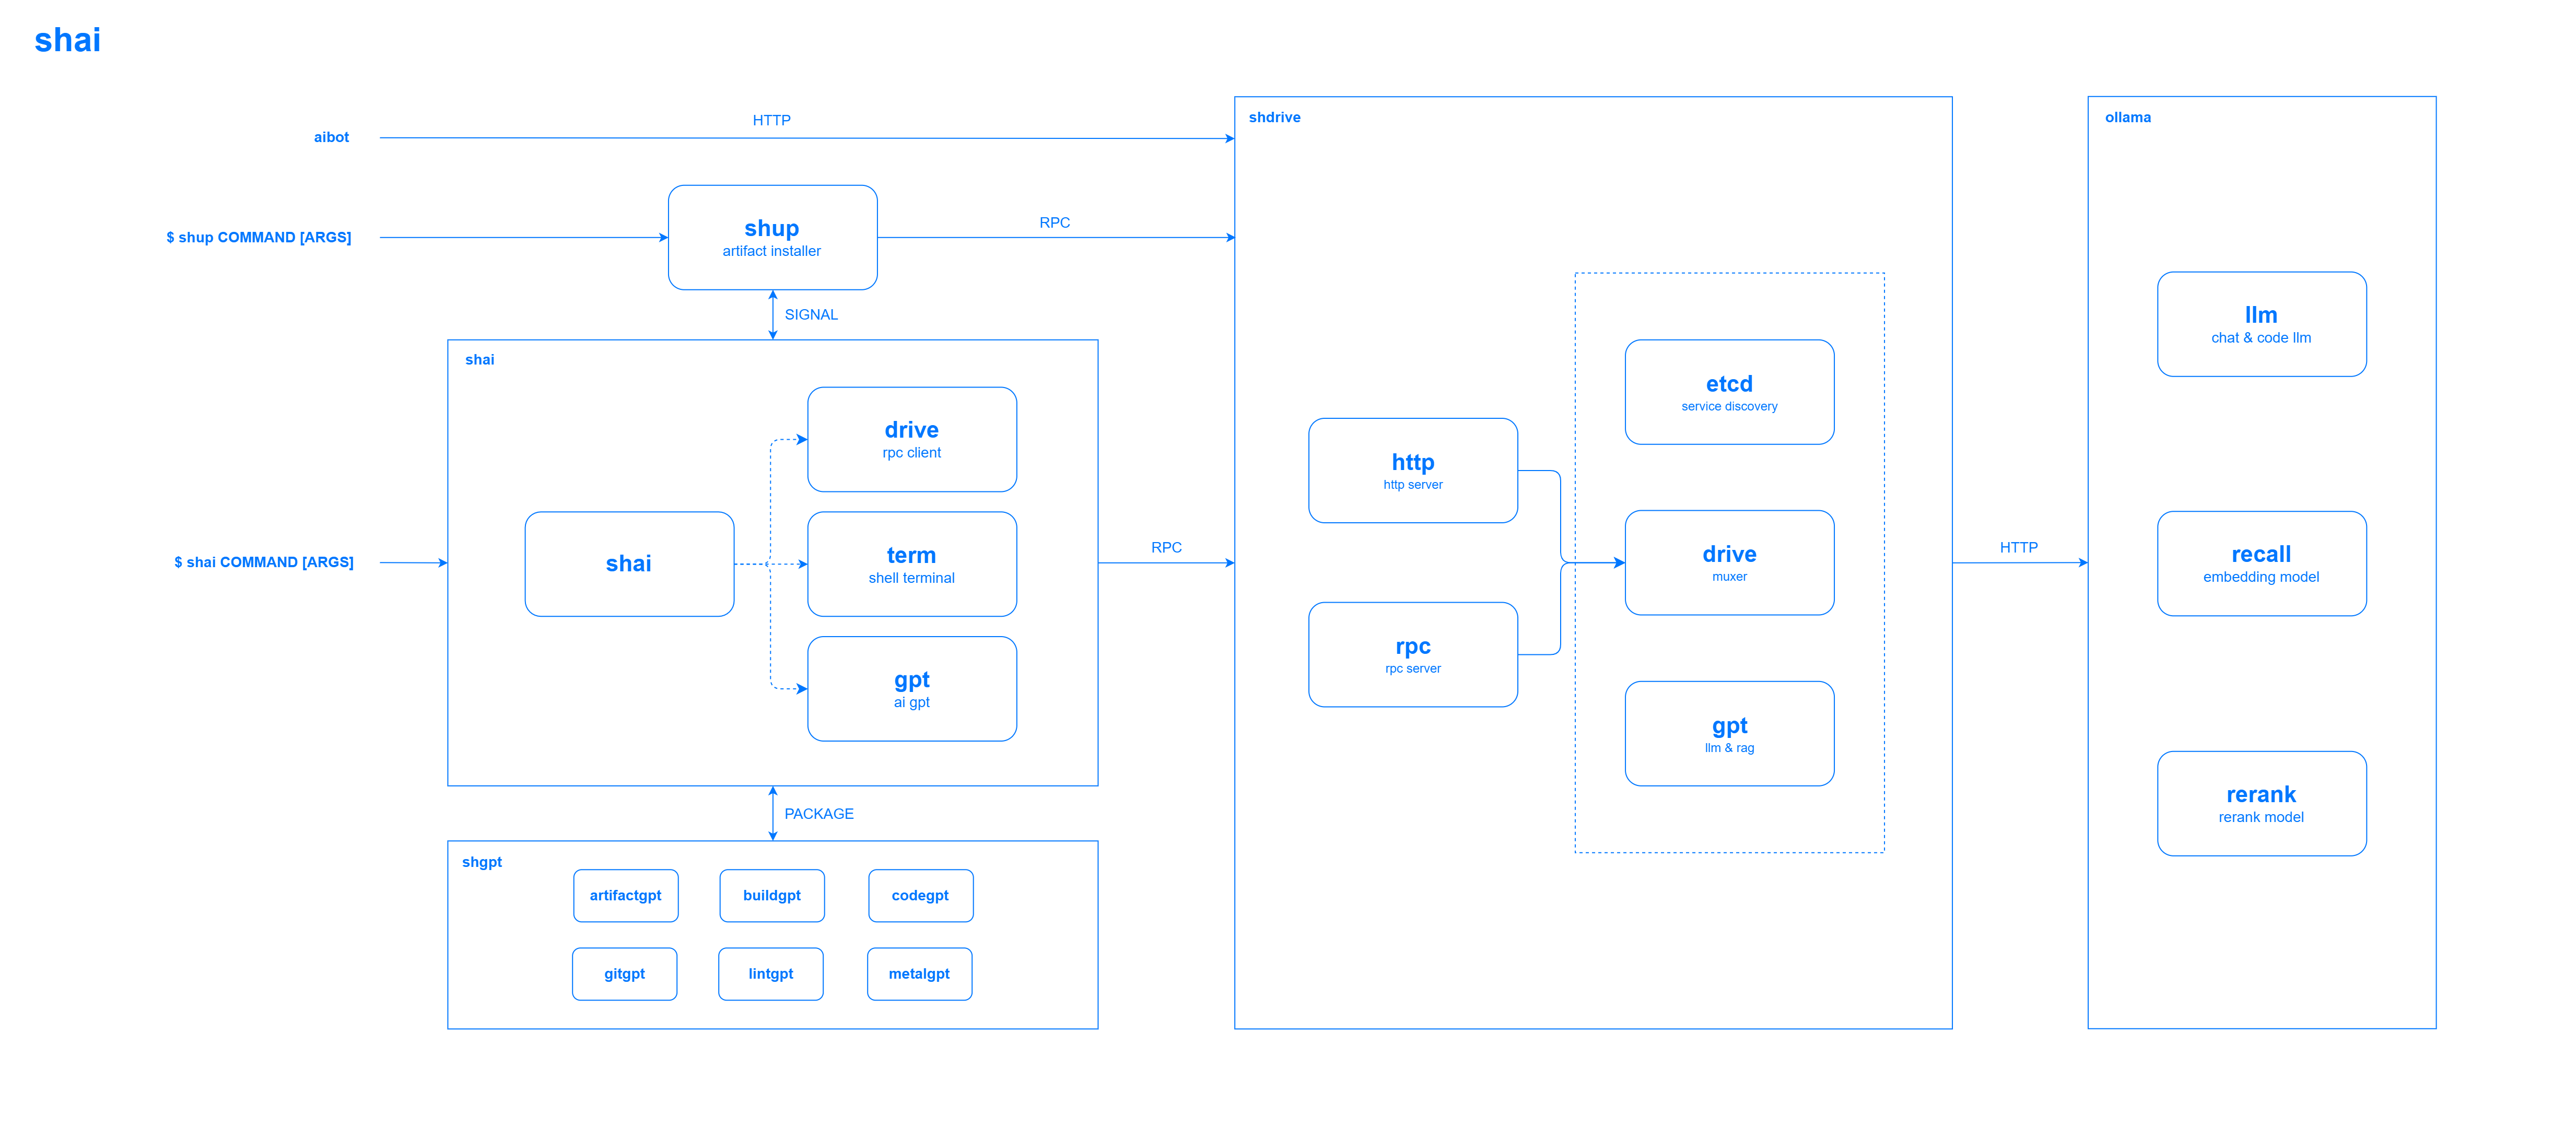 shai
aibot
HTTP
$ shup COMMAND [ARGS]
shup
artifact installer
RPC
SIGNAL
$ shai COMMAND [ARGS]
shai
shai
drive
rpc client
term
shell terminal
gpt
ai gpt
RPC
PACKAGE
shgpt
artifactgpt
buildgpt
codegpt
gitgpt
lintgpt
metalgpt
shdrive
http
http server
rpc
rpc server
etcd
service discovery
drive
muxer
gpt
llm & rag
HTTP
ollama
llm
chat & code llm
recall
embedding model
rerank
rerank model